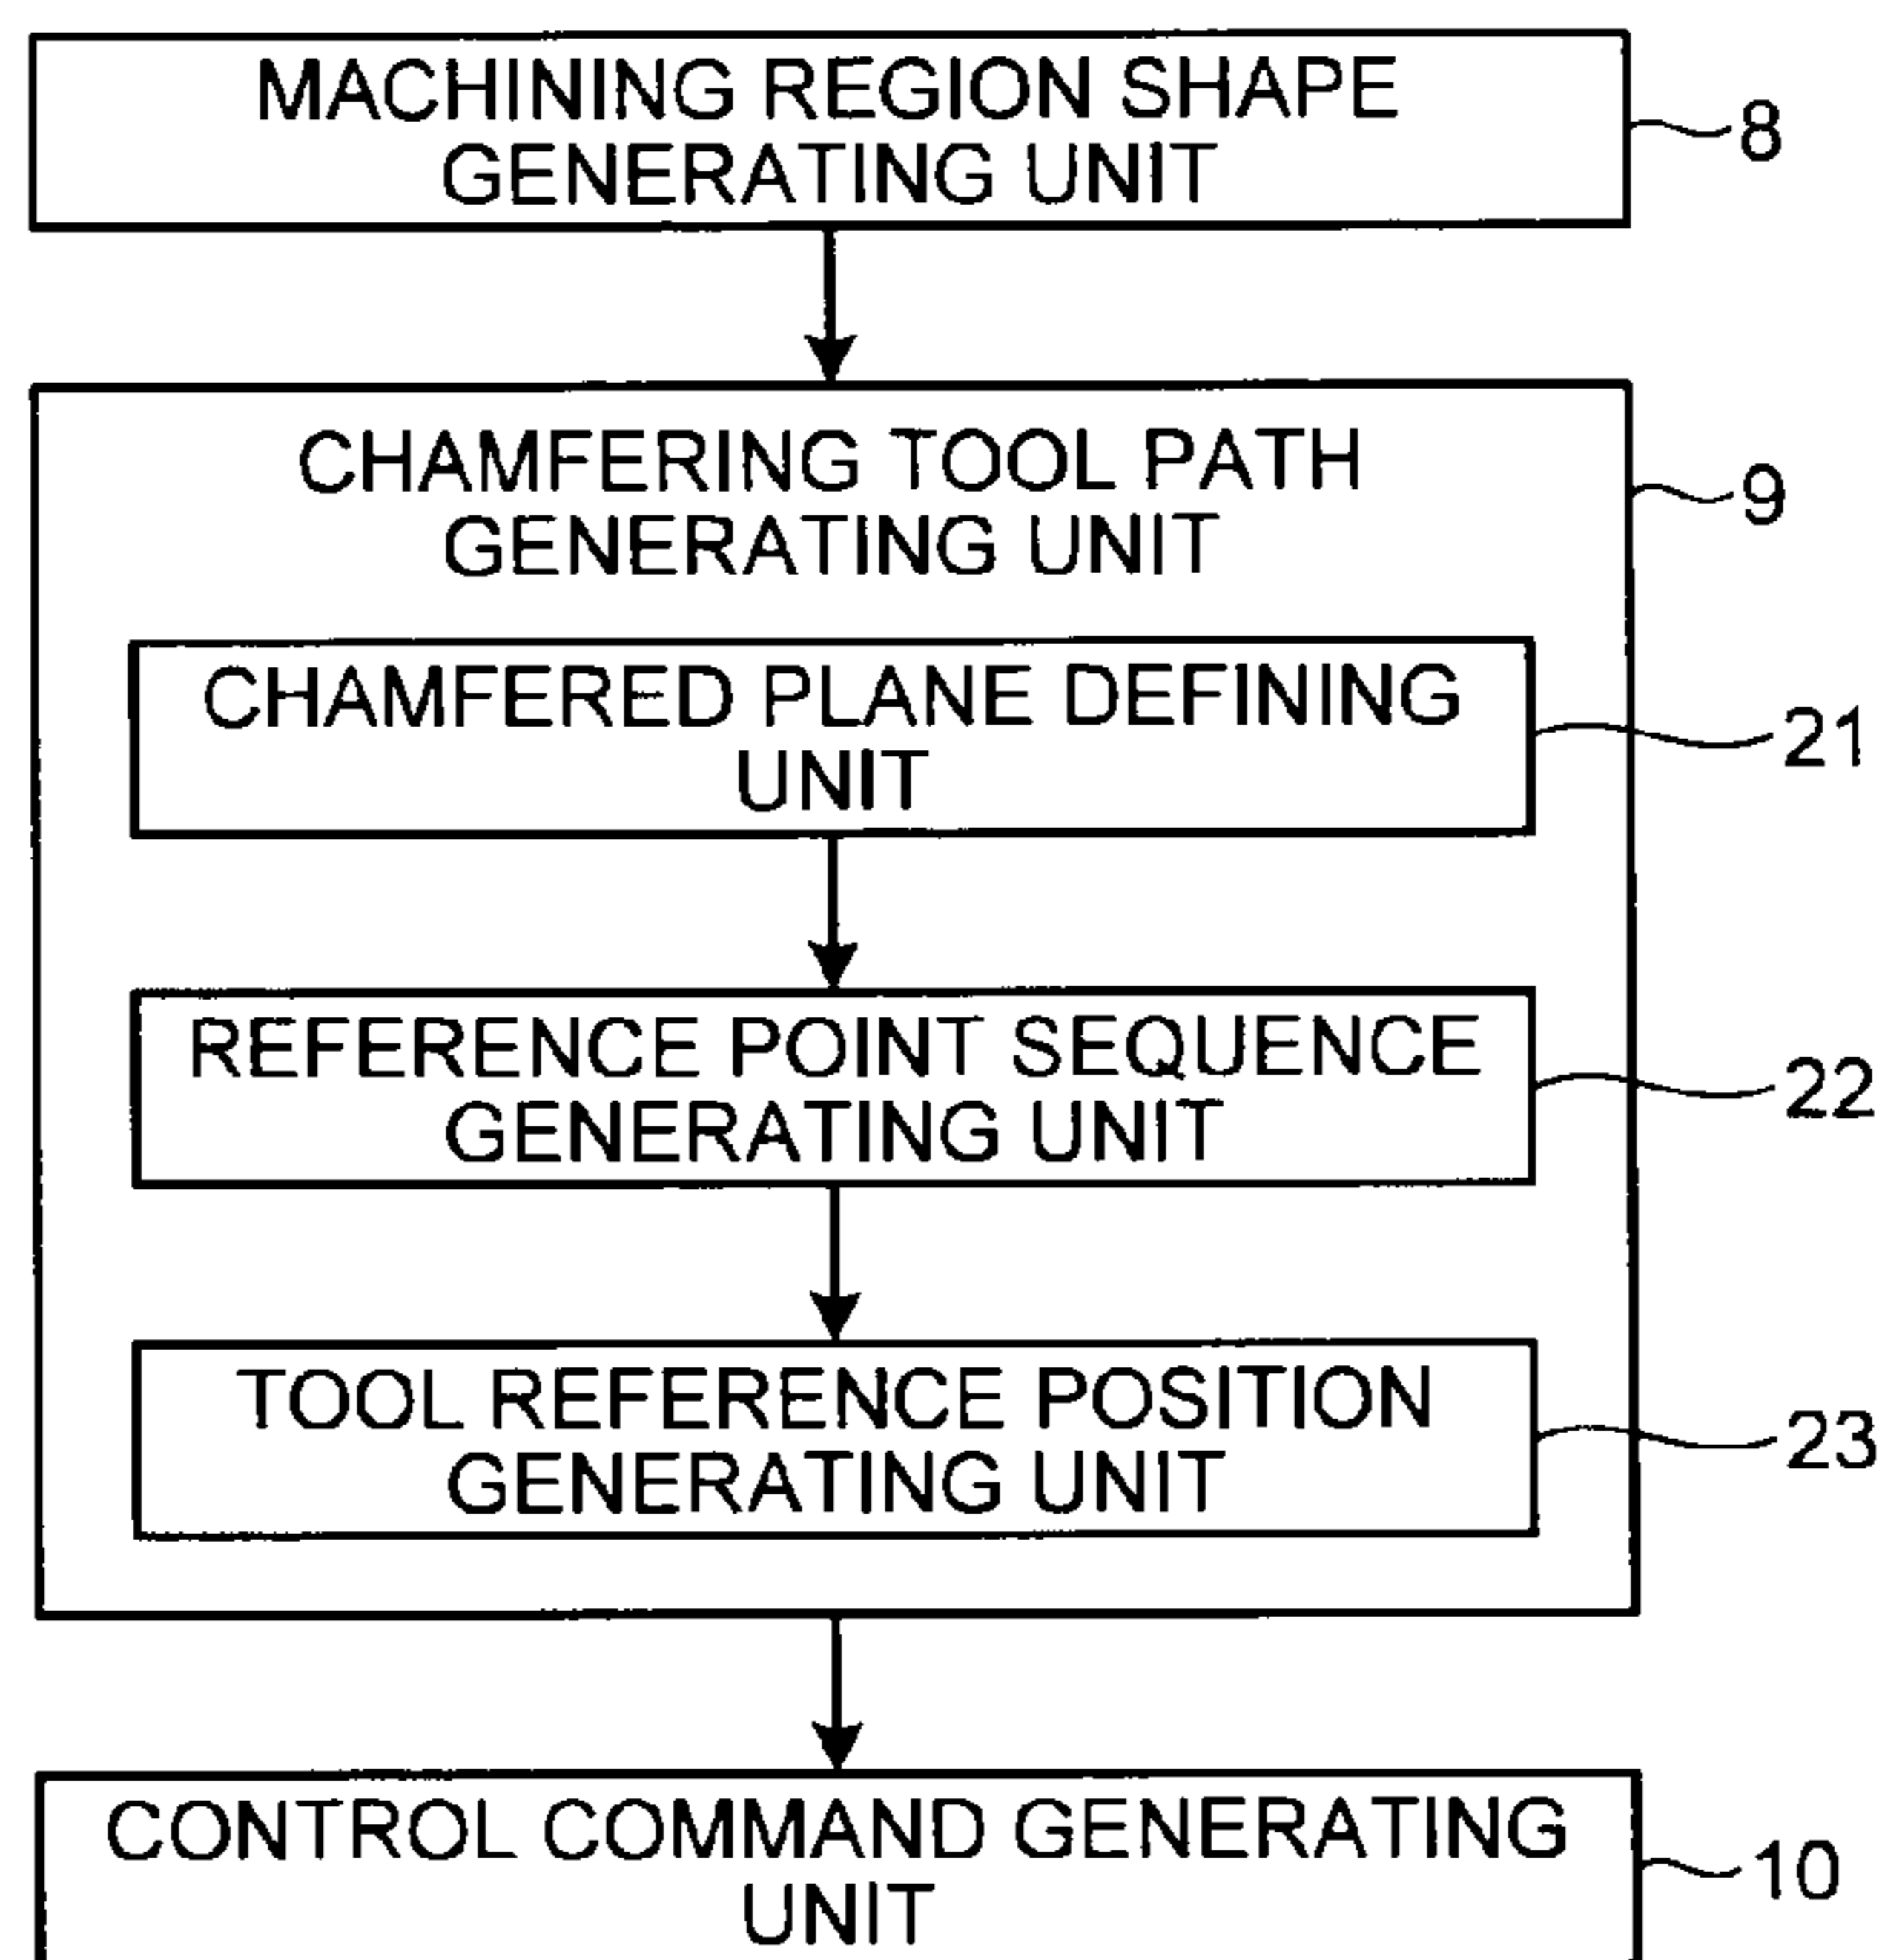 MACHINING REGION SHAPE
GENERATING UNIT
8
CHAMFERING TOOL PATH
GENERATING UNIT
9
CHAMFERED PLANE DEFINING
UNIT
21
REFERENCE POINT SEQUENCE
GENERATING UNIT
22
TOOL REFERENCE POSITION
GENERATING UNIT
23
CONTROL COMMAND GENERATING
UNIT
10